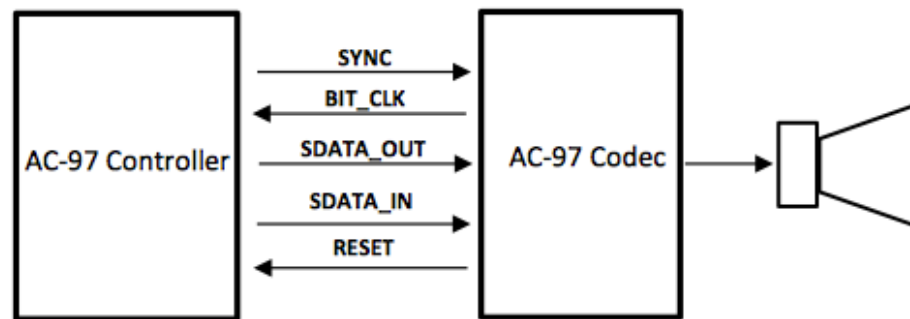 SYNC
BIT_CLK
AC-97 Controller
SDATA_OUT
AC-97 Codec
SDATA_IN
RESET